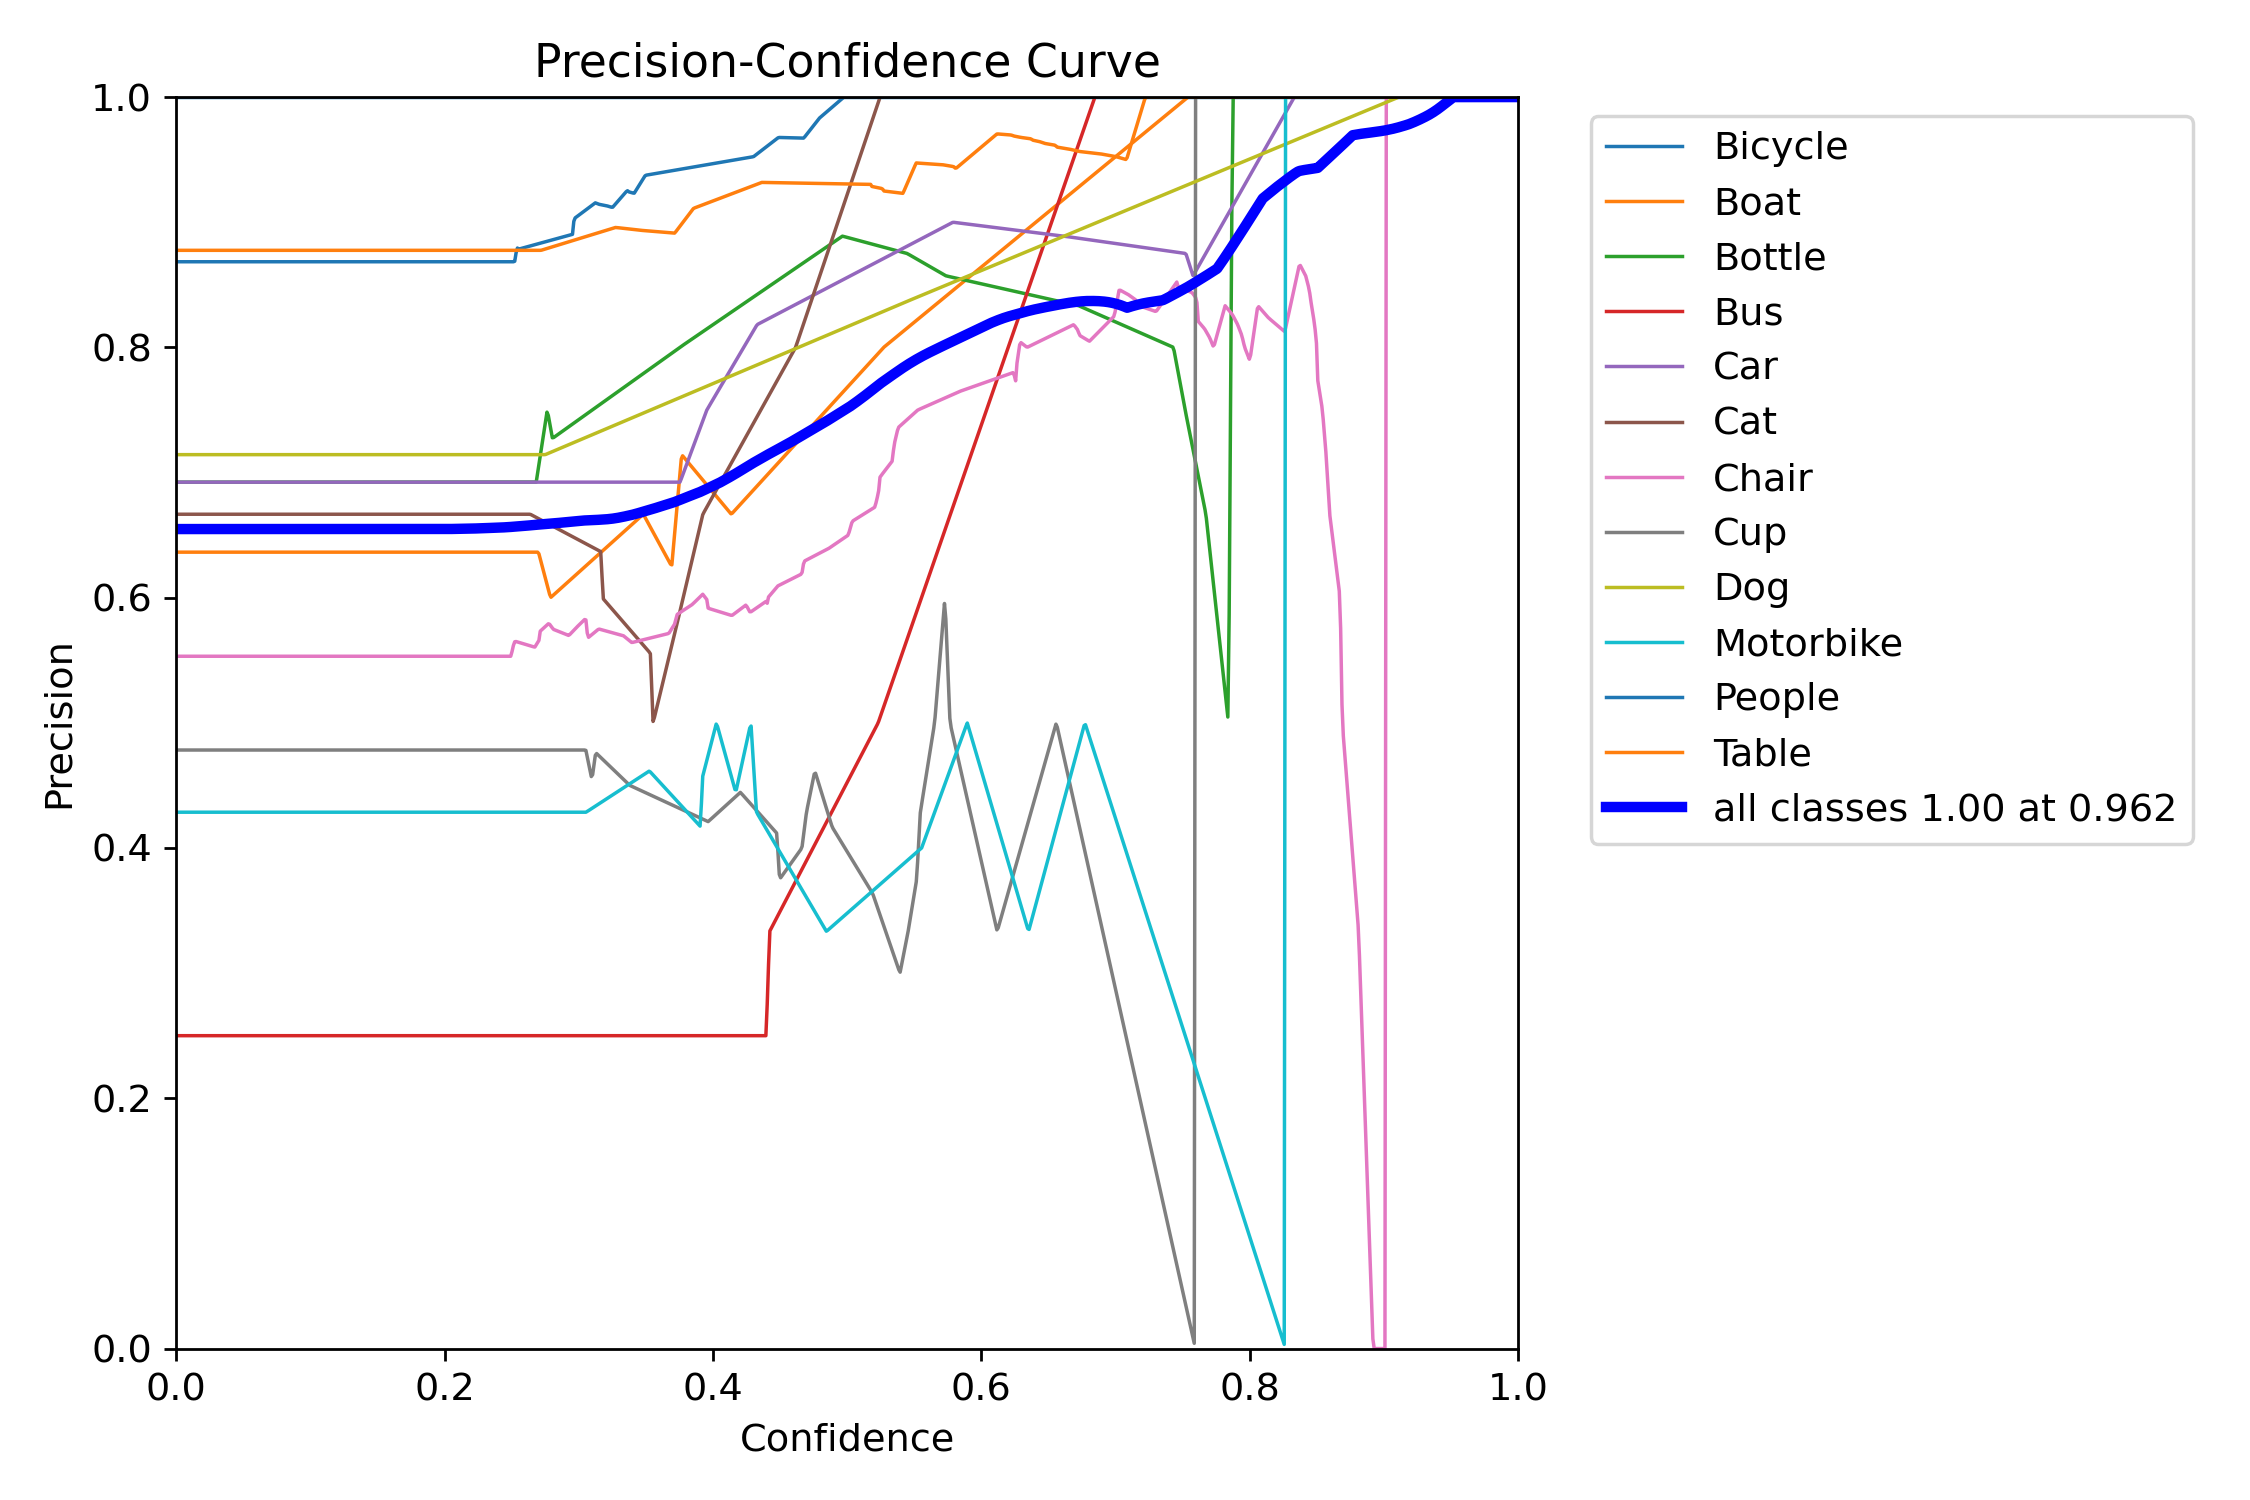 Precision-Confidence Curve
1.0
0.8
0.6
0.4
0.2
0.0
Precision
0.0 0.2 0.4 0.6 0.8 1.0
Confidence
Bicycle
Boat
Bottle
Bus
Car
Cat
Chair
Cup
Dog
Motorbike
People
Table
all classes 1.00 at 0.962